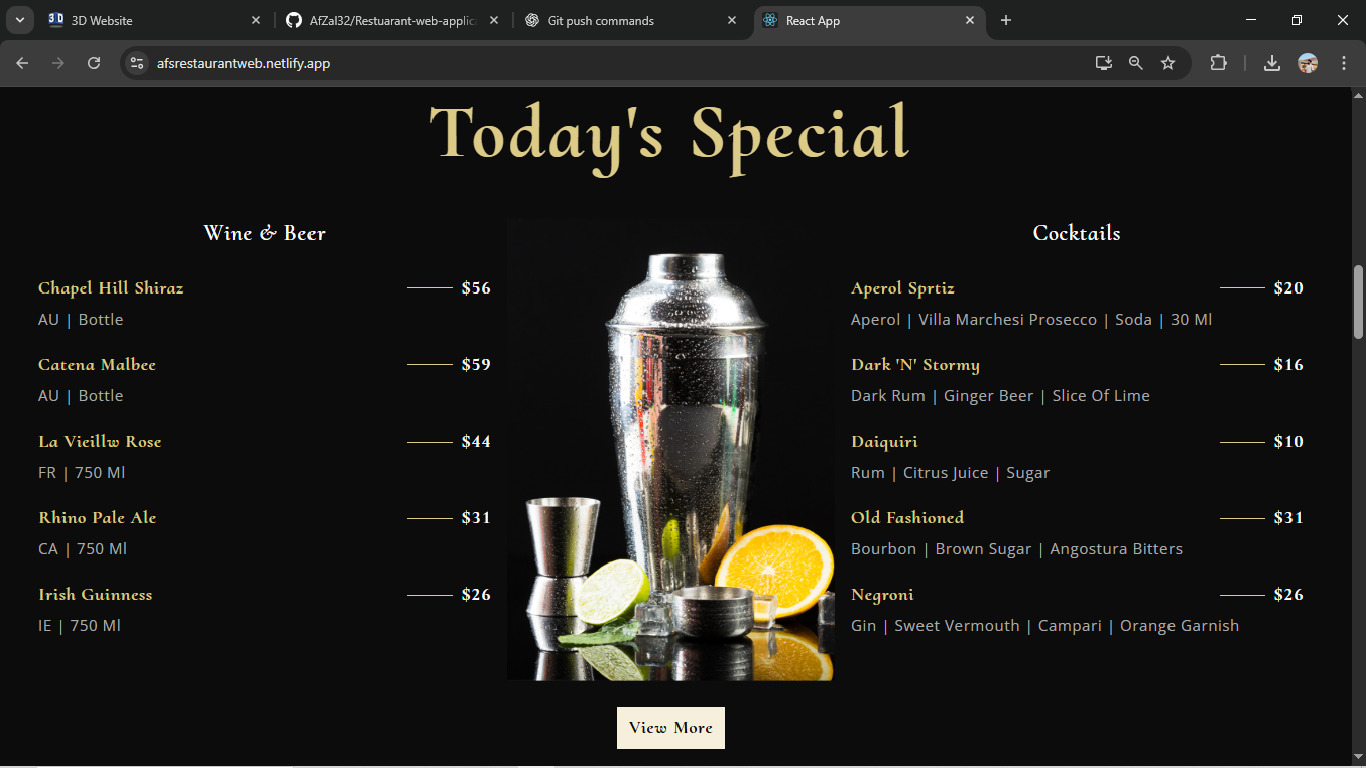 3D Website
AfZal32/Restuarant-web-applic
Git push commands
React App
afsrestaurantweb.netlify.app
Today's Special
Wine & Beer
Chapel Hill Shiraz $56
AU | Bottle
Catena Malbee $59
AU | Bottle
La Vieillw Rose $44
FR | 750 Ml
Rhino Pale Ale $31
CA | 750 Ml
Irish Guinness $26
IE | 750 Ml
Cocktails
Aperol Sprtiz $20
Aperol | Villa Marchesi Prosecco | Soda | 30 Ml
Dark 'N' Stormy $16
Dark Rum | Ginger Beer | Slice Of Lime
Daiquiri $10
Rum | Citrus Juice | Sugar
Old Fashioned $31
Bourbon | Brown Sugar | Angostura Bitters
Negroni $26
Gin | Sweet Vermouth | Campari | Orange Garnish
View More